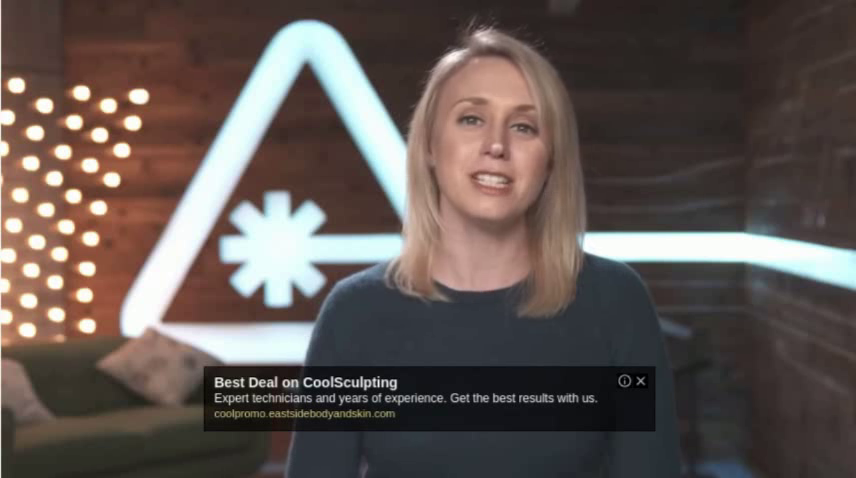 Best Deal on CoolSculpting
Expert technicians and years of experience. Get the best results with us.
coolpromo.eastsidebodyandskin.com